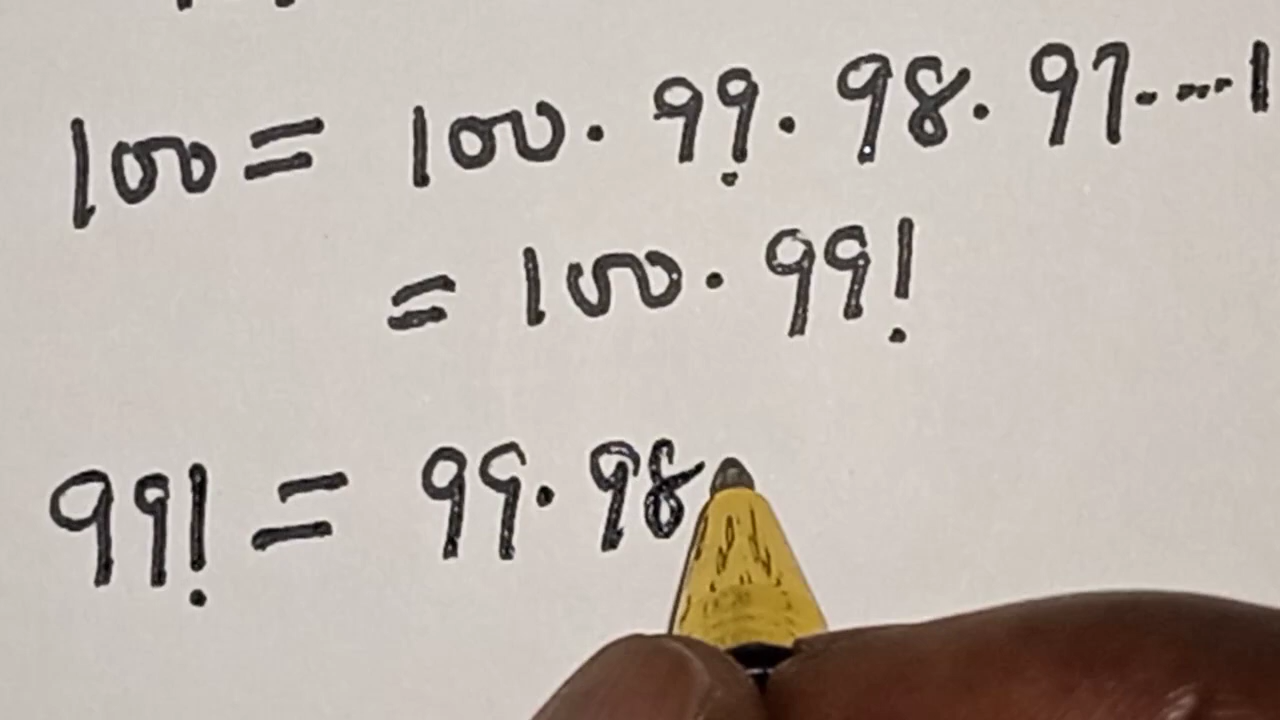 100 = 100 · 99 · 98 · 97 · ... 1
= 100 · 99!
99! = 99 · 98